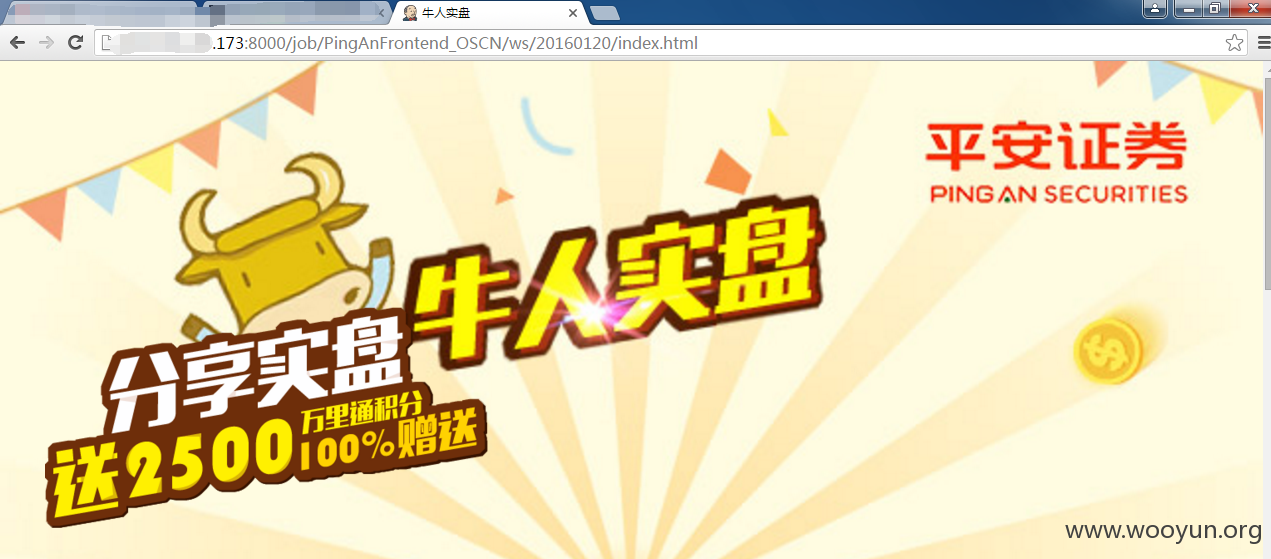 牛人实盘
.173:8000/job/PingAnFrontend_OSCN/ws/20160120/index.html
平安证券
PING AN SECURITIES
牛人实盘
分享实盘
万里通积分
送2500 100%赠送
www.wooyun.org